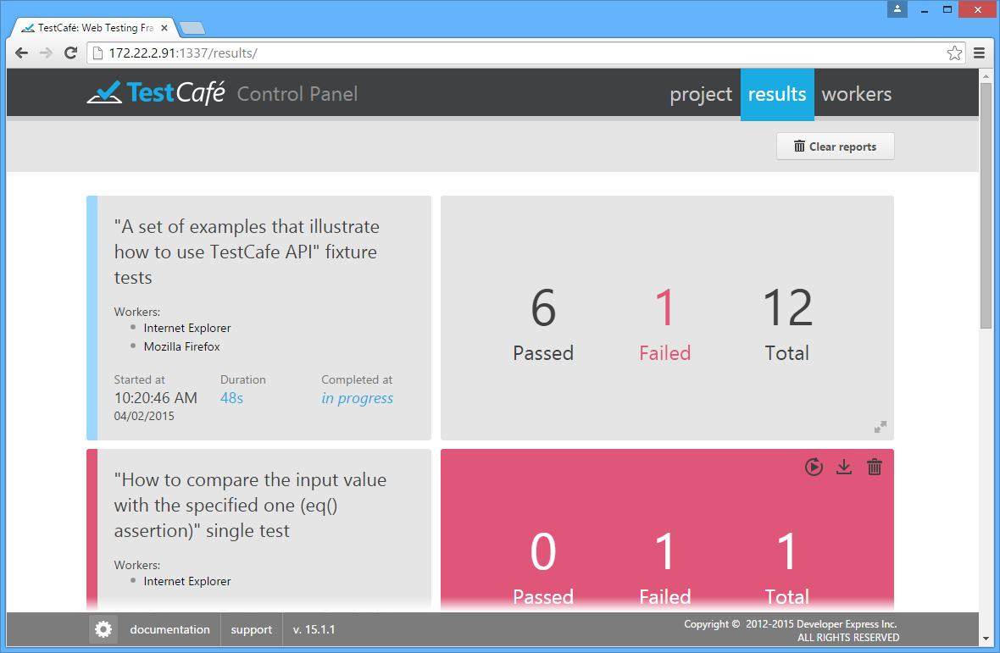 TestCafé: Web Testing Fra
172.22.2.91:1337/results/
TestCafé Control Panel
project results workers
Clear reports
"A set of examples that illustrate
how to use TestCafe API" fixture
tests
Workers:
Internet Explorer
Mozilla Firefox
Started at Duration Completed at
10:20:46 AM 48s in progress
04/02/2015
6 1 12
Passed Failed Total
"How to compare the input value
with the specified one (eq()
assertion)" single test
Workers:
Internet Explorer
0 1 1
Passed Failed Total
documentation support v. 15.1.1
Copyright © 2012-2015 Developer Express Inc.
ALL RIGHTS RESERVED